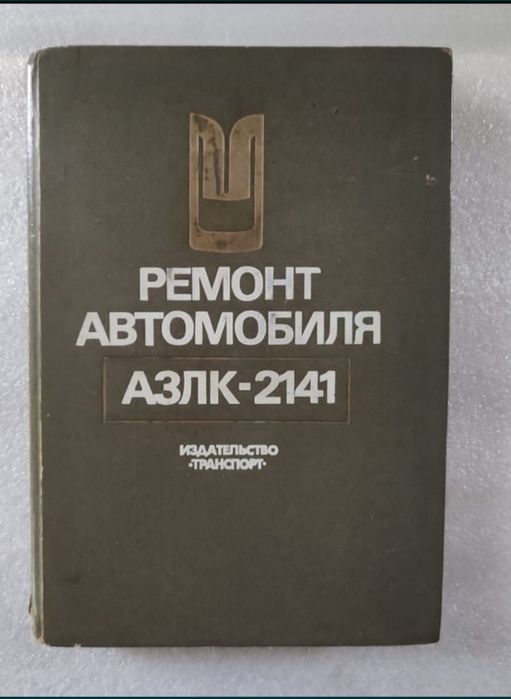 РЕМОНТ
АВТОМОБИЛЯ
АЗЛК-2141
ИЗДАТЕЛЬСТВО
·ТРАНСПОРТ·